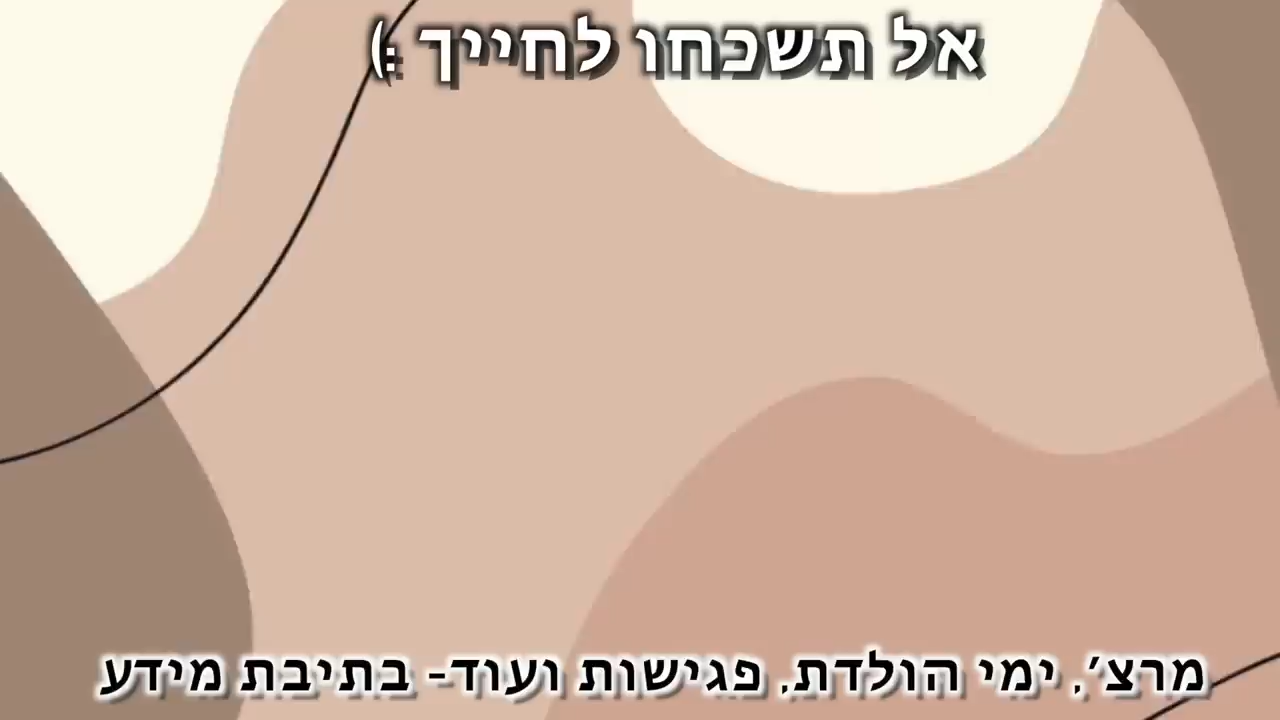 אל תשכחו לחייך :)
מרצ', ימי הולדת, פגישות ועוד- בתיבת מידע